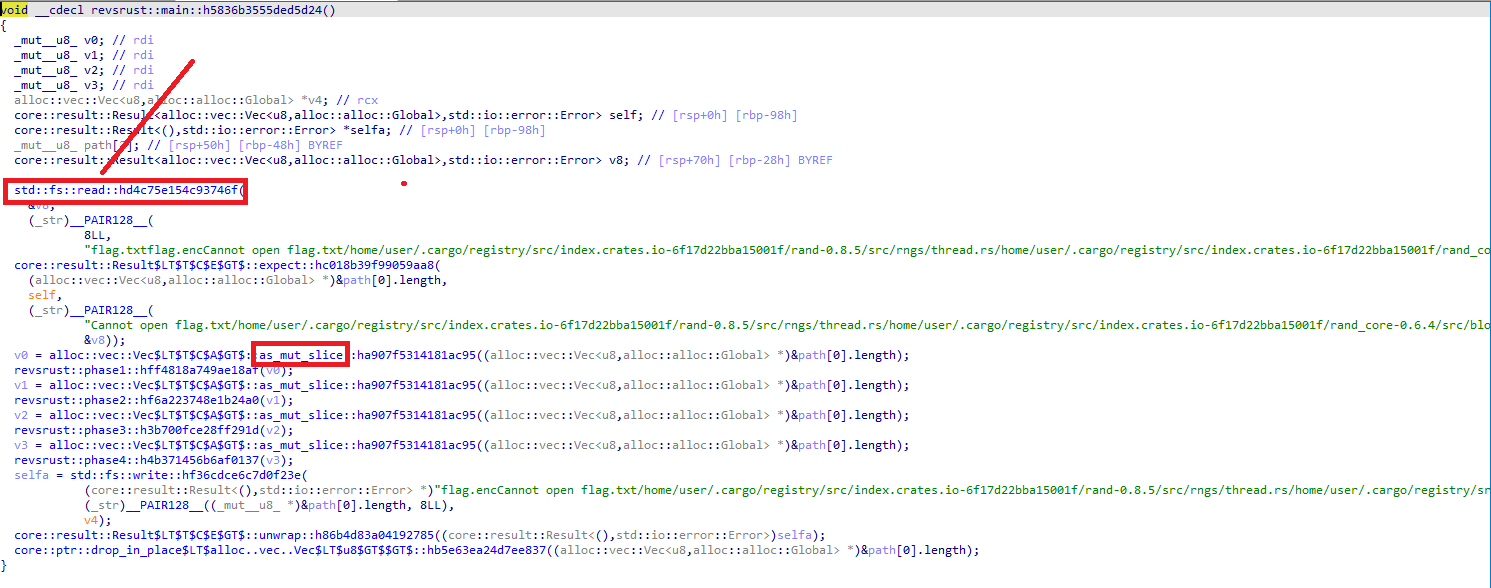 void __cdecl revsrust::main::h5836b3555ded5d24()
{
_mut__u8_ v0; // rdi
_mut__u8_ v1; // rdi
_mut__u8_ v2; // rdi
_mut__u8_ v3; // rdi
alloc::vec::Vec<u8,alloc::alloc::Global> *v4; // rcx
core::result::Result<alloc::vec::Vec<u8,alloc::alloc::Global>,std::io::error::Error> self; // [rsp+0h] [rbp-98h]
core::result::Result<(),std::io::error::Error> *selfa; // [rsp+0h] [rbp-98h]
_mut__u8_ path[2]; // [rsp+50h] [rbp-48h] BYREF
core::result::Result<alloc::vec::Vec<u8,alloc::alloc::Global>,std::io::error::Error> v8; // [rsp+70h] [rbp-28h] BYREF
std::fs::read::hd4c75e154c93746f(
&v8,
(_str)__PAIR128__(
8LL,
"flag.txtflag.encCannot open flag.txt/home/user/.cargo/registry/src/index.crates.io-6f17d22bba15001f/rand-0.8.5/src/rngs/thread.rs/home/user/.cargo/registry/src/index.crates.io-6f17d22bba15001f/rand_co
core::result::Result$LT$T$C$E$GT$::expect::hc018b39f99059aa8(
(alloc::vec::Vec<u8,alloc::alloc::Global> *)&path[0].length,
self,
(_str)__PAIR128__(
"Cannot open flag.txt/home/user/.cargo/registry/src/index.crates.io-6f17d22bba15001f/rand-0.8.5/src/rngs/thread.rs/home/user/.cargo/registry/src/index.crates.io-6f17d22bba15001f/rand_core-0.6.4/src/blo
&v8));
v0 = alloc::vec::Vec$LT$T$C$A$GT$::as_mut_slice::ha907f5314181ac95((alloc::vec::Vec<u8,alloc::alloc::Global> *)&path[0].length);
revsrust::phase1::hff4818a749ae18af(v0);
v1 = alloc::vec::Vec$LT$T$C$A$GT$::as_mut_slice::ha907f5314181ac95((alloc::vec::Vec<u8,alloc::alloc::Global> *)&path[0].length);
revsrust::phase2::hf6a223748e1b24a0(v1);
v2 = alloc::vec::Vec$LT$T$C$A$GT$::as_mut_slice::ha907f5314181ac95((alloc::vec::Vec<u8,alloc::alloc::Global> *)&path[0].length);
revsrust::phase3::h3b700fce28ff291d(v2);
v3 = alloc::vec::Vec$LT$T$C$A$GT$::as_mut_slice::ha907f5314181ac95((alloc::vec::Vec<u8,alloc::alloc::Global> *)&path[0].length);
revsrust::phase4::h4b371456b6af0137(v3);
selfa = std::fs::write::hf36cdce6c7d0f23e(
(core::result::Result<(),std::io::error::Error> *)"flag.encCannot open flag.txt/home/user/.cargo/registry/src/index.crates.io-6f17d22bba15001f/rand-0.8.5/src/rngs/thread.rs/home/user/.cargo/registry/sr
(_str)__PAIR128__((_mut__u8_ *)&path[0].length, 8LL),
v4);
core::result::Result$LT$T$C$E$GT$::unwrap::h86b4d83a04192785((core::result::Result<(),std::io::error::Error>)selfa);
core::ptr::drop_in_place$LT$alloc..vec..Vec$LT$u8$GT$$GT$::hb5e63ea24d7ee837((alloc::vec::Vec<u8,alloc::alloc::Global> *)&path[0].length);
}